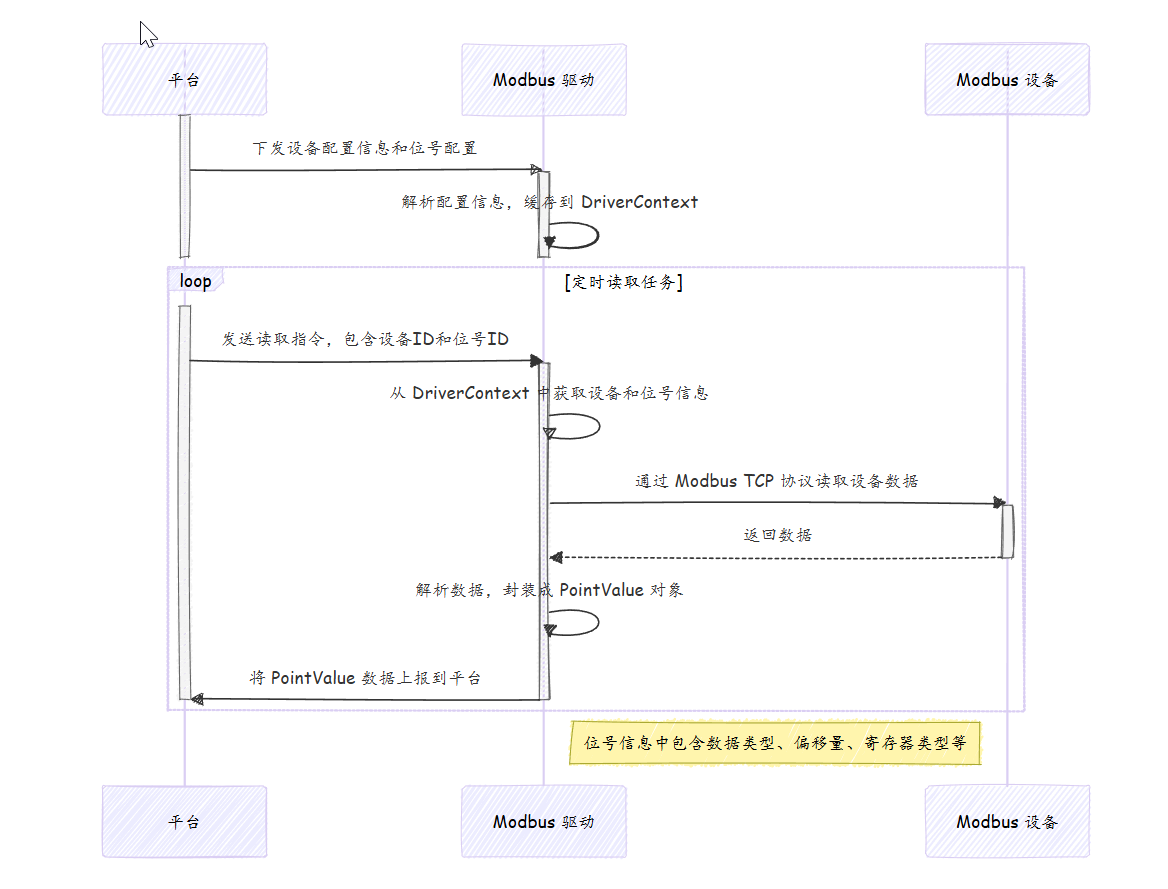 平台
Modbus 驱动
Modbus 设备
下发设备配置信息和位号配置
解析配置信息，缓存到 DriverContext
loop
[定时读取任务]
发送读取指令，包含设备ID和位号ID
从 DriverContext 中获取设备和位号信息
通过 Modbus TCP 协议读取设备数据
返回数据
解析数据，封装成 PointValue 对象
将 PointValue 数据上报到平台
位号信息中包含数据类型、偏移量、寄存器类型等
平台
Modbus 驱动
Modbus 设备